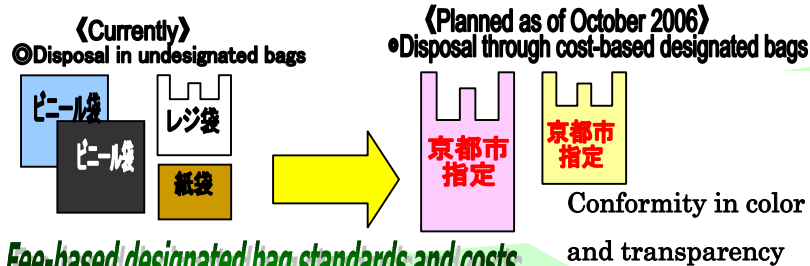 《Currently》
◎Disposal in undesignated bags
ビニール袋
ビニール袋
レジ袋
紙袋
《Planned as of October 2006》
●Disposal through cost-based designated bags
京都市
指定
京都市
指定
Conformity in color
and transparency
Fee-based designated bag standards and costs